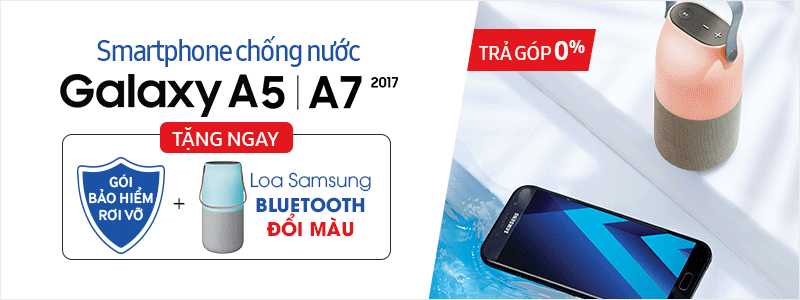 Smartphone chống nước
Galaxy A5 | A7 2017
TẶNG NGAY
GÓI
BẢO HIỂM
RƠI VỠ
+
Loa Samsung
BLUETOOTH
ĐỔI MÀU
TRẢ GÓP 0%
SAMSUNG